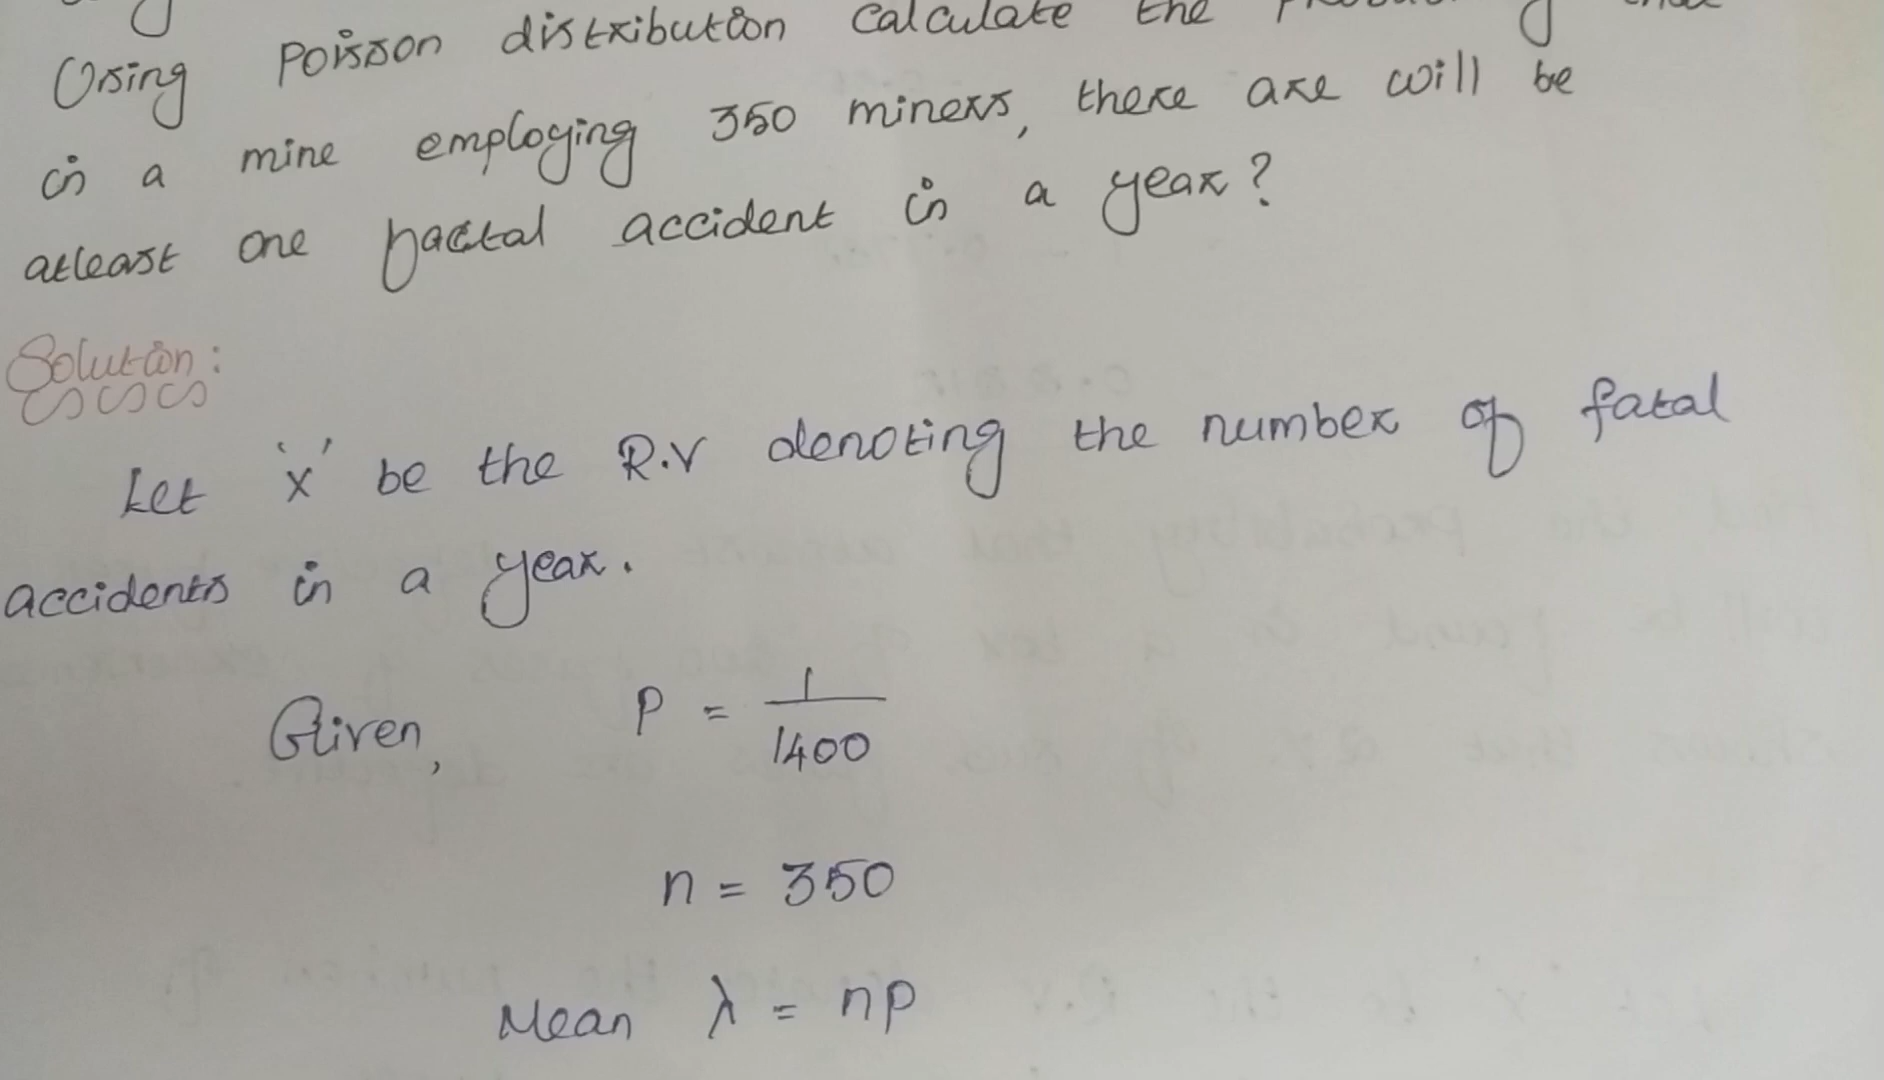 Using poisson distribution calculate the
in a mine employing 350 miners, there are will be
atleast one factal accident in a year?
Solution:
Let 'x' be the R.V denoting the number of fatal
accidents in a year.
Given, P = 1/1400
n = 350
Mean λ = np